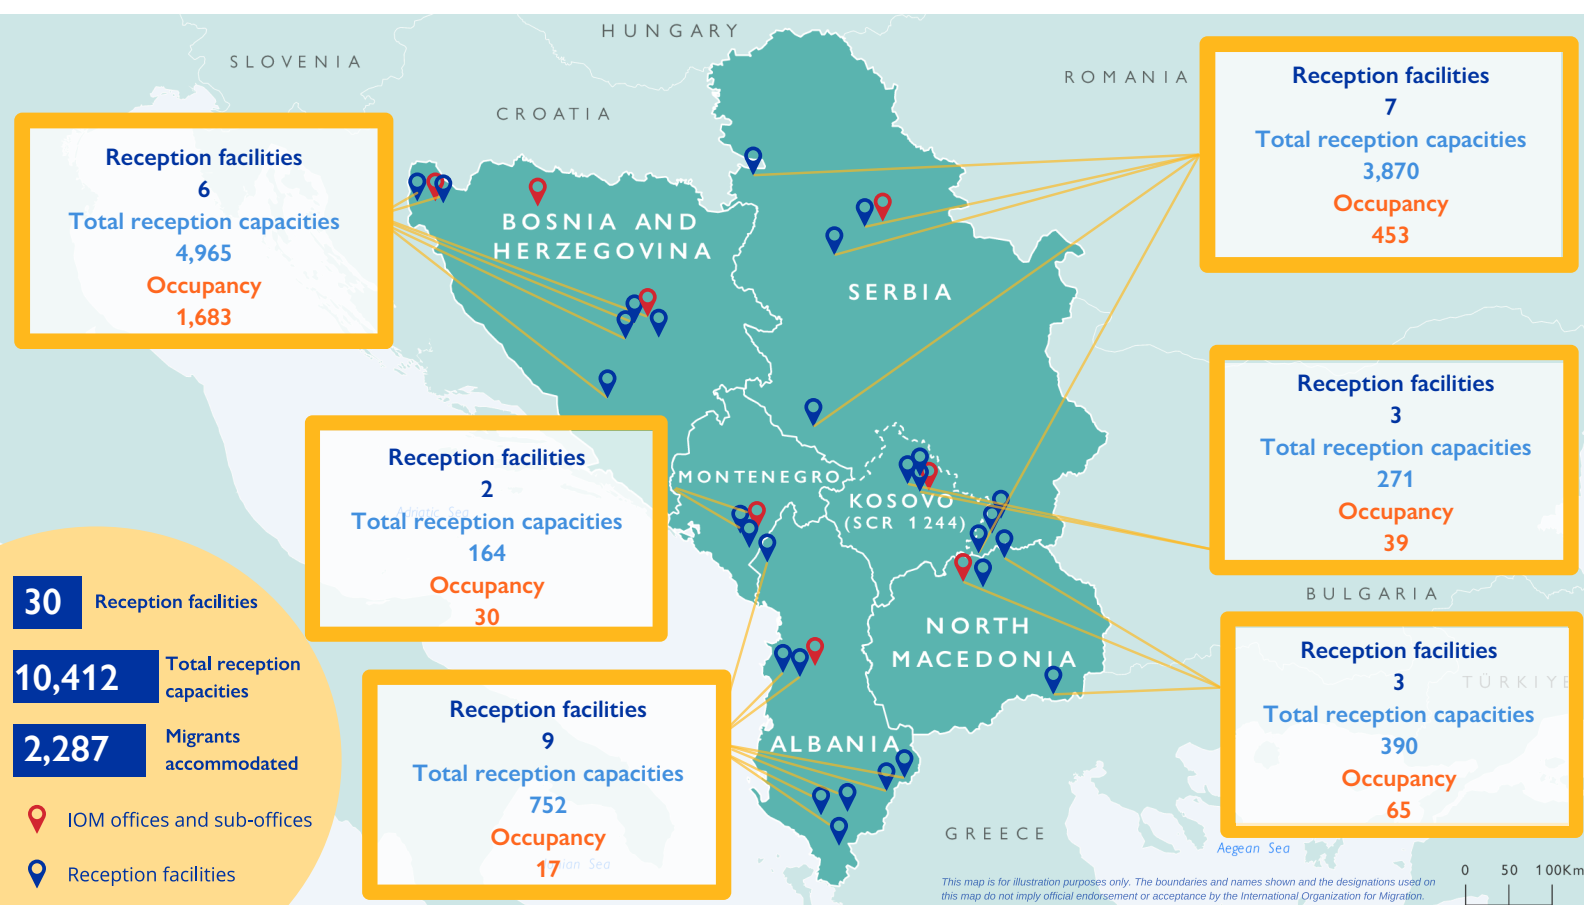 HUNGARY
SLOVENIA
ROMANIA
CROATIA
Reception facilities
7
Total reception capacities
3,870
Occupancy
453
Reception facilities
6
Total reception capacities
4,965
Occupancy
1,683
BOSNIA AND
HERZEGOVINA
SERBIA
Reception facilities
3
Total reception capacities
271
Occupancy
39
Reception facilities
2
Adriatic Sea
Total reception capacities
164
Occupancy
30
MONTENEGRO
KOSOVO
(SCR 1244)
BULGARIA
NORTH
MACEDONIA
Reception facilities
3
TÜRKIYE
Total reception capacities
390
Occupancy
65
30 Reception facilities
10,412 Total reception
capacities
2,287 Migrants
accommodated
IOM offices and sub-offices
Reception facilities
Reception facilities
9
Total reception capacities
752
Occupancy
17
Sea
ALBANIA
GREECE
Aegean Sea
0 50 100Km
This map is for illustration purposes only. The boundaries and names shown and the designations used on
this map do not imply official endorsement or acceptance by the International Organization for Migration.